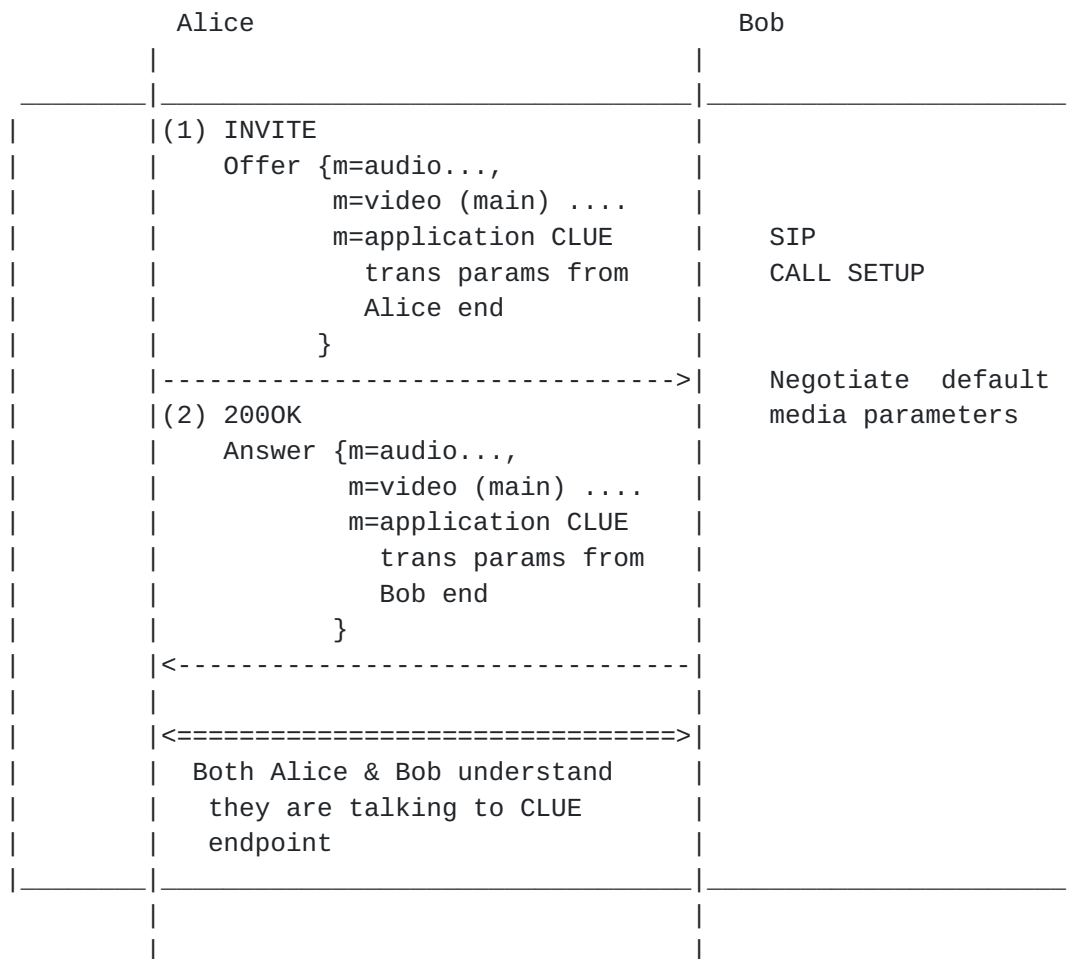 Alice Bob
(1) INVITE
Offer {m=audio...,
m=video (main) ....
m=application CLUE SIP
trans params from CALL SETUP
Alice end
}
Negotiate default
(2) 200OK media parameters
Answer {m=audio...,
m=video (main) ....
m=application CLUE
trans params from
Bob end
}
Both Alice & Bob understand
they are talking to CLUE
endpoint